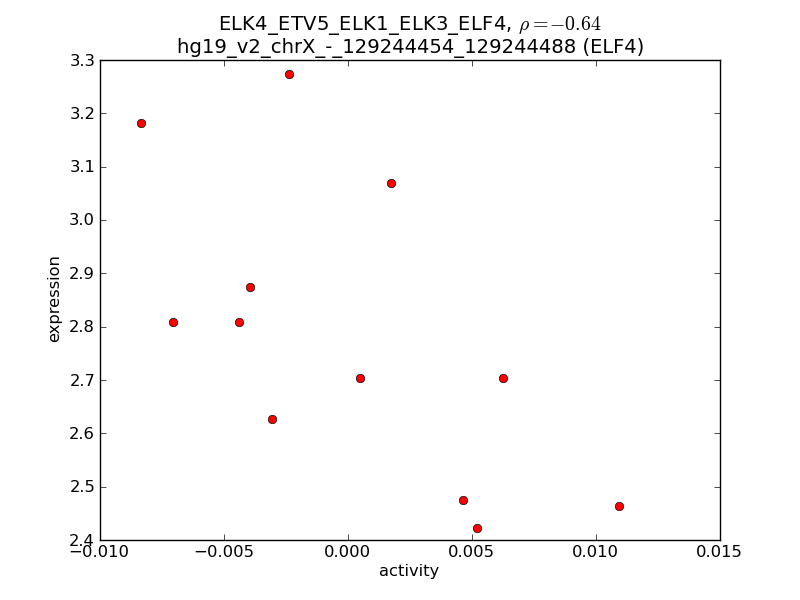 ELK4_ETV5_ELK1_ELK3_ELF4, ρ = −0.64
hg19_v2_chrX_-_129244454_129244488 (ELF4)
3.3
3.2
3.1
3.0
2.9
2.8
2.7
2.6
2.5
2.4
expression
−0.010 −0.005 0.000 0.005 0.010 0.015
activity